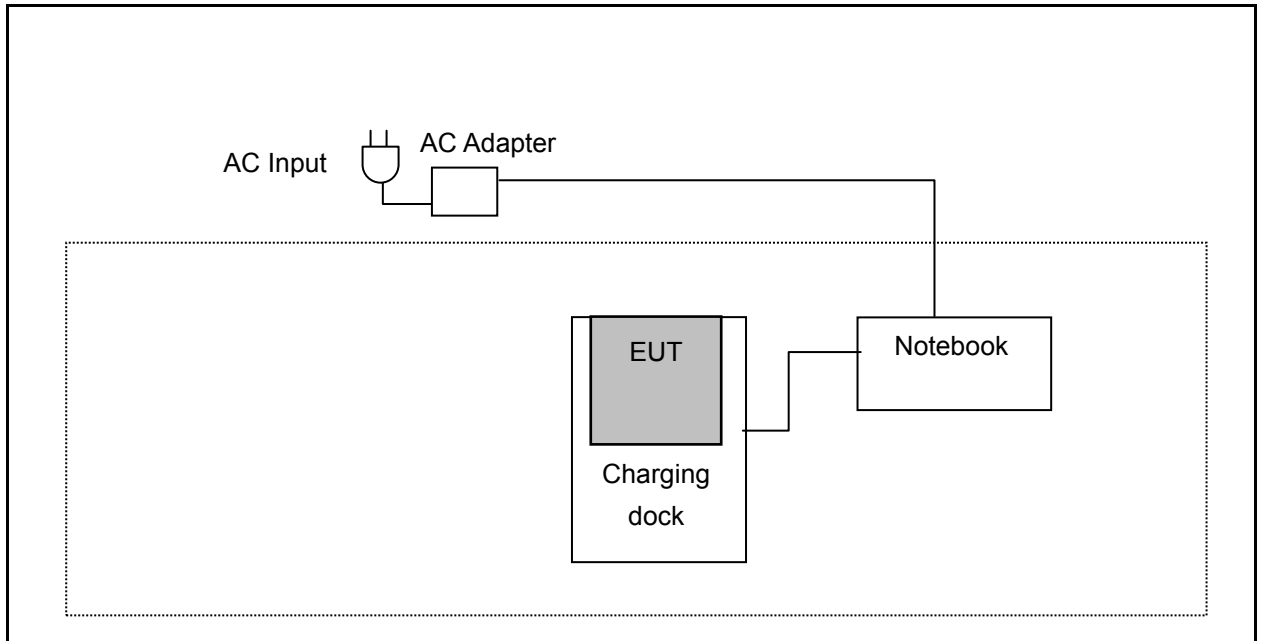 AC Adapter
AC Input
EUT
Notebook
Charging
dock